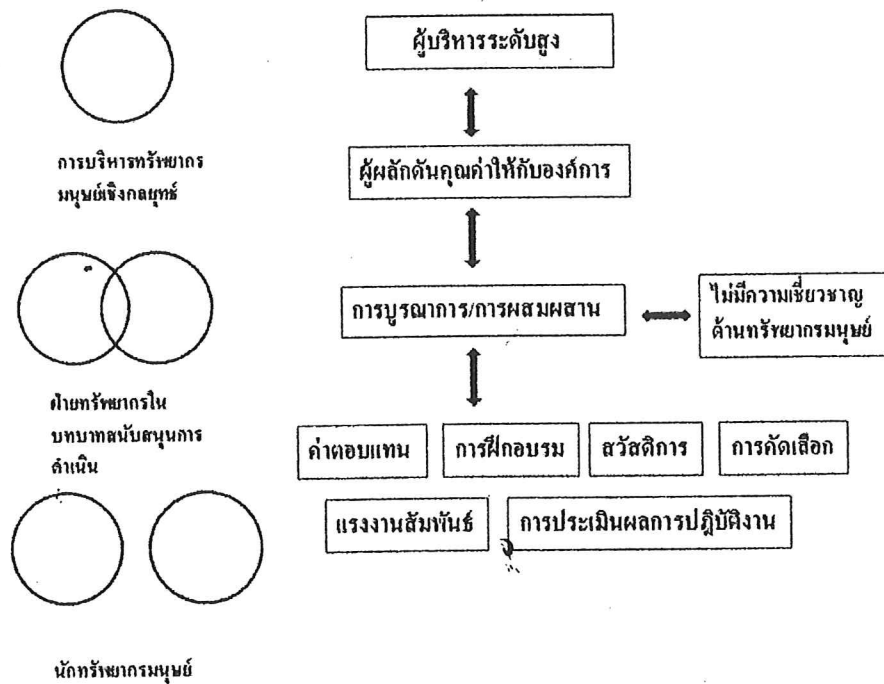 ผู้บริหารระดับสูง
การบริหารทรัพยากร
มนุษย์เชิงกลยุทธ์
ผู้ผลักดันคุณค่าให้กับองค์การ
การบูรณาการ/การผสมผสาน
ไม่มีความเชี่ยวชาญ
ด้านทรัพยากรมนุษย์
ฝ่ายทรัพยากรใน
บทบาทสนับสนุนการ
ดำเนิน
ค่าตอบแทน
การฝึกอบรม
สวัสดิการ
การคัดเลือก
แรงงานสัมพันธ์
การประเมินผลการปฏิบัติงาน
นักทรัพยากรมนุษย์